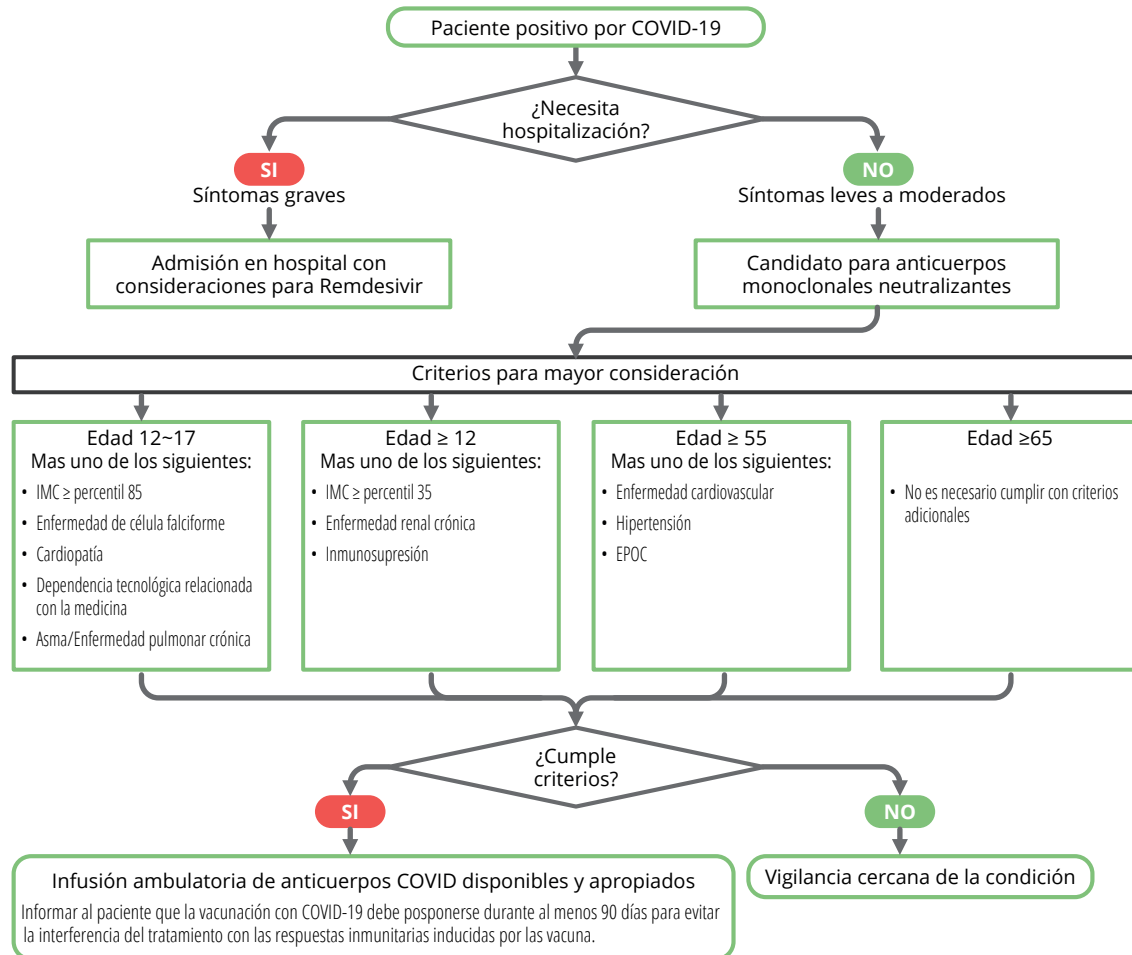 Paciente positivo por COVID-19
¿Necesita
hospitalización?
SI
NO
Síntomas graves
Síntomas leves a moderados
Admisión en hospital con
consideraciones para Remdesivir
Candidato para anticuerpos
monoclonales neutralizantes
Criterios para mayor consideración
Edad 12~17
Mas uno de los siguientes:
• IMC ≥ percentil 85
• Enfermedad de célula falciforme
• Cardiopatía
• Dependencia tecnológica relacionada
con la medicina
• Asma/Enfermedad pulmonar crónica
Edad ≥ 12
Mas uno de los siguientes:
• IMC ≥ percentil 35
• Enfermedad renal crónica
• Inmunosupresión
Edad ≥ 55
Mas uno de los siguientes:
• Enfermedad cardiovascular
• Hipertensión
• EPOC
Edad ≥65
• No es necesario cumplir con criterios
adicionales
¿Cumple
criterios?
SI
NO
Infusión ambulatoria de anticuerpos COVID disponibles y apropiados
Informar al paciente que la vacunación con COVID-19 debe posponerse durante al menos 90 días para evitar
la interferencia del tratamiento con las respuestas inmunitarias inducidas por las vacuna.
Vigilancia cercana de la condición